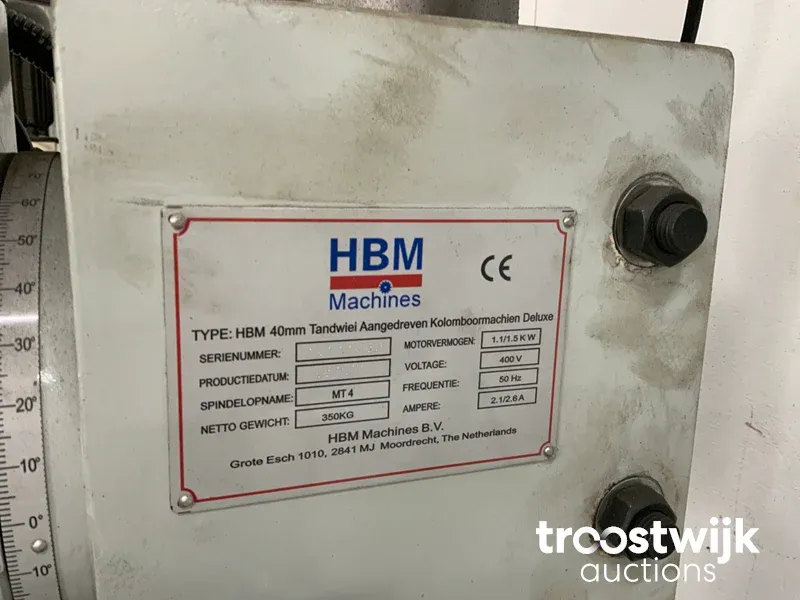 HBM
Machines
CE
TYPE: HBM 40mm Tandwiel Aangedreven Kolomboormachien Deluxe
SERIENUMMER:
PRODUCTIEDATUM:
SPINDELOPNAME: MT 4
NETTO GEWICHT: 350KG
MOTORVERMOGEN: 1.1/1.5 K W
VOLTAGE: 400 V
FREQUENTIE: 50 Hz
AMPERE: 2.1/2.6 A
HBM Machines B.V.
Grote Esch 1010, 2841 MJ Moordrecht, The Netherlands
70°
50°
40°
30°
20°
10°
0°
10°
troostwijk
auctions